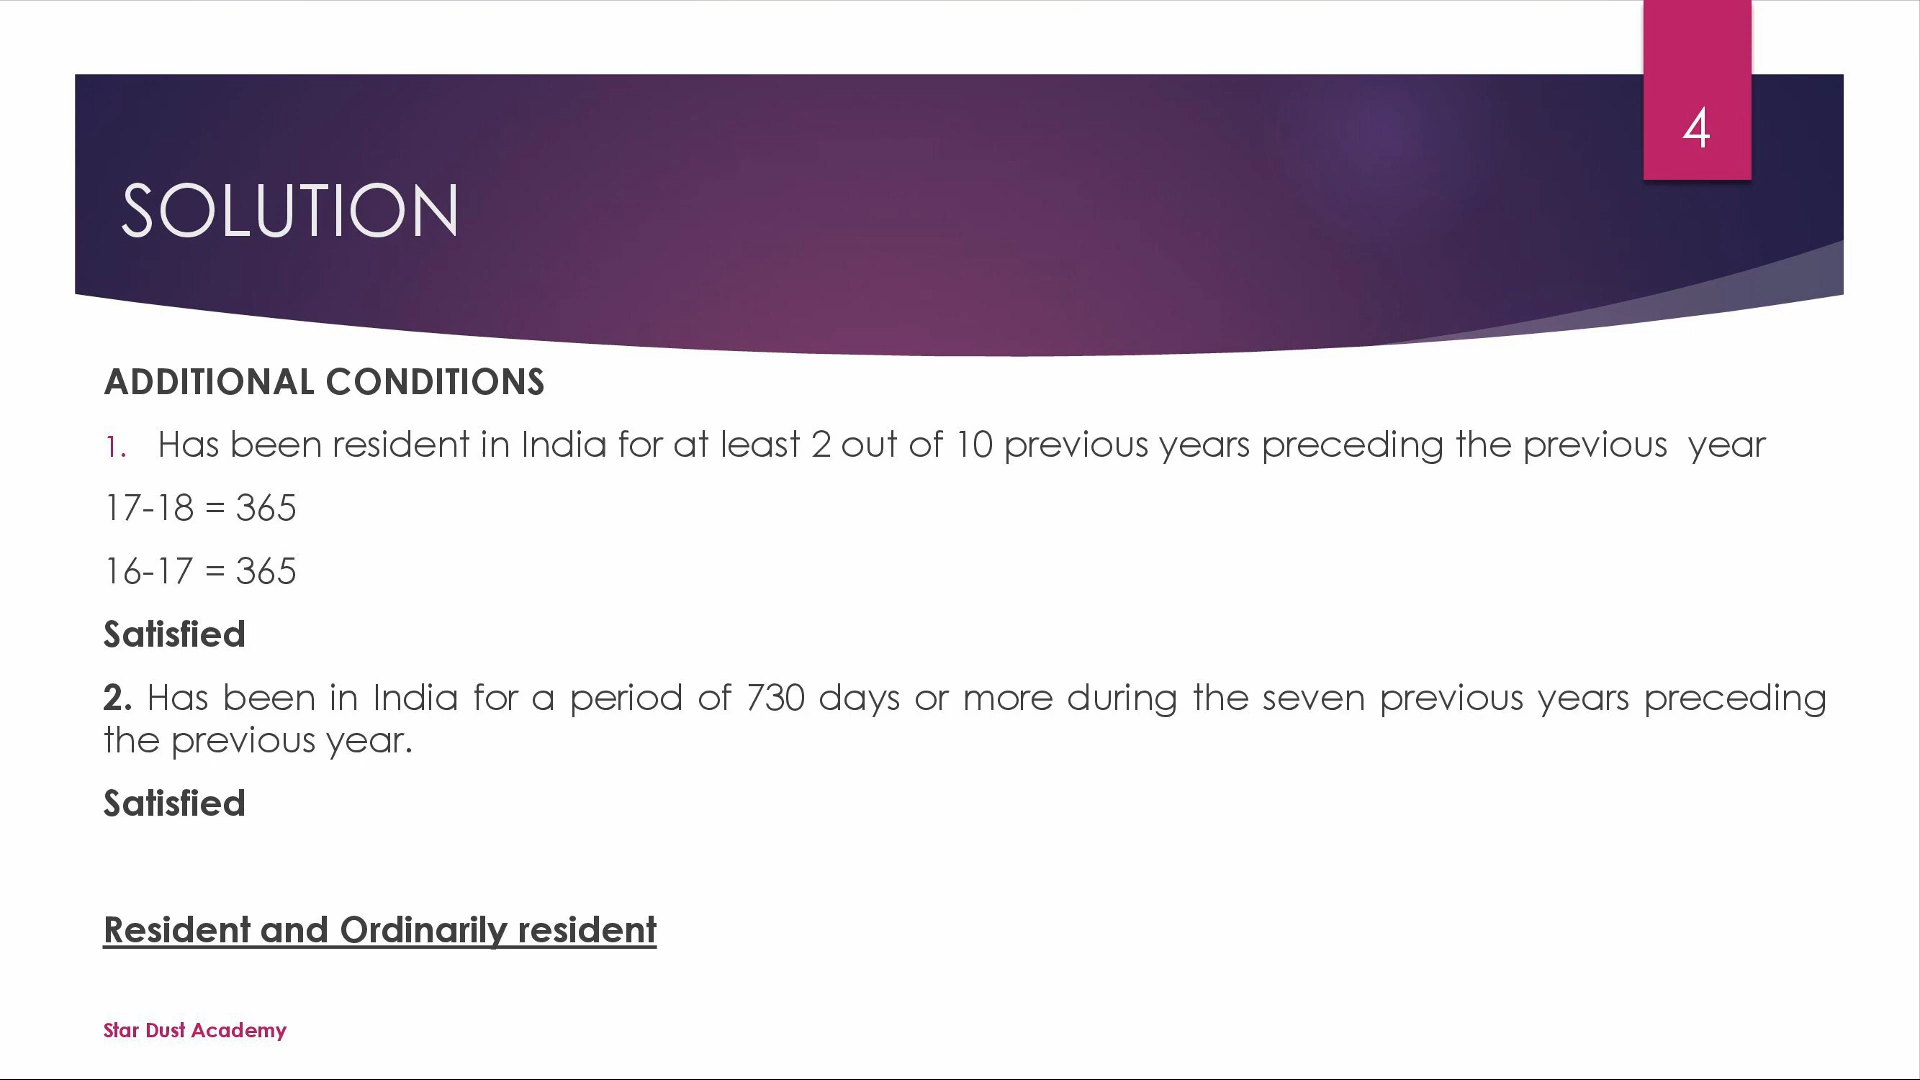 4
SOLUTION
ADDITIONAL CONDITIONS
1. Has been resident in India for at least 2 out of 10 previous years preceding the previous  year
17-18 = 365
16-17 = 365
Satisfied
2. Has been in India for a period of 730 days or more during the seven previous years preceding
the previous year.
Satisfied
Resident and Ordinarily resident
Star Dust Academy